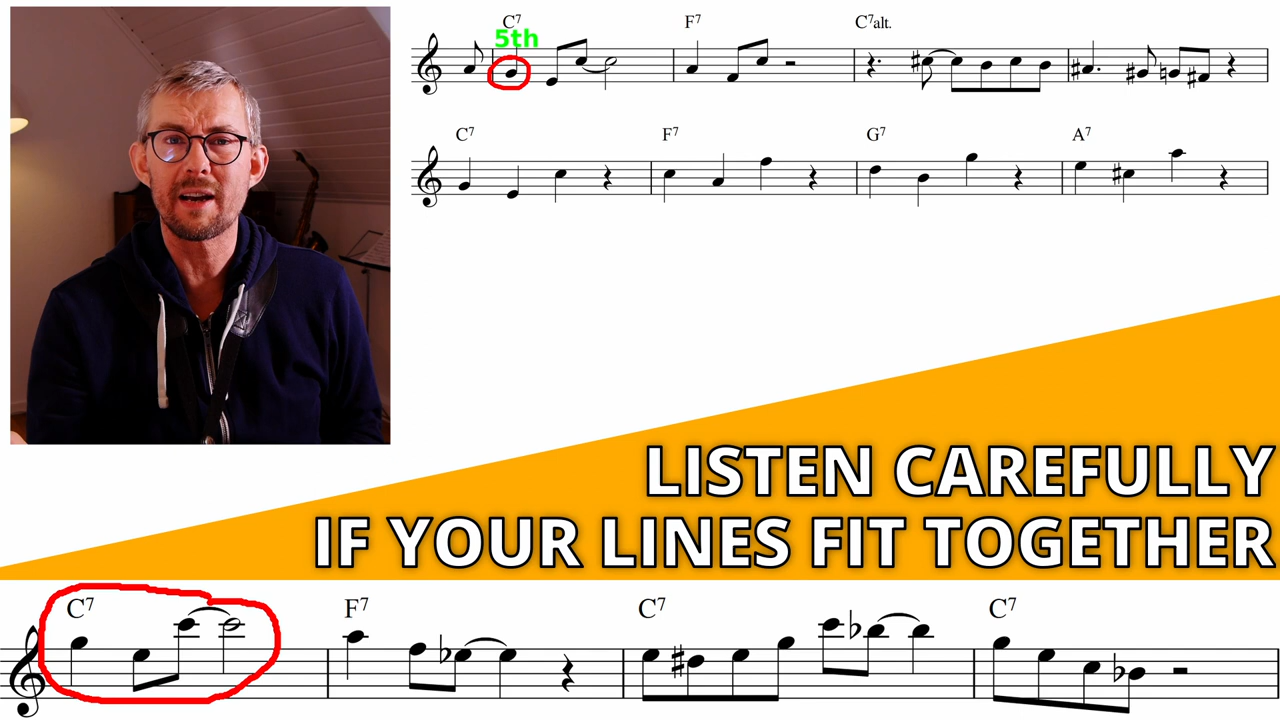 C7 F7 C7alt.
5th
C7 F7 G7 A7
LISTEN CAREFULLY
IF YOUR LINES FIT TOGETHER
C7 F7 C7 C7